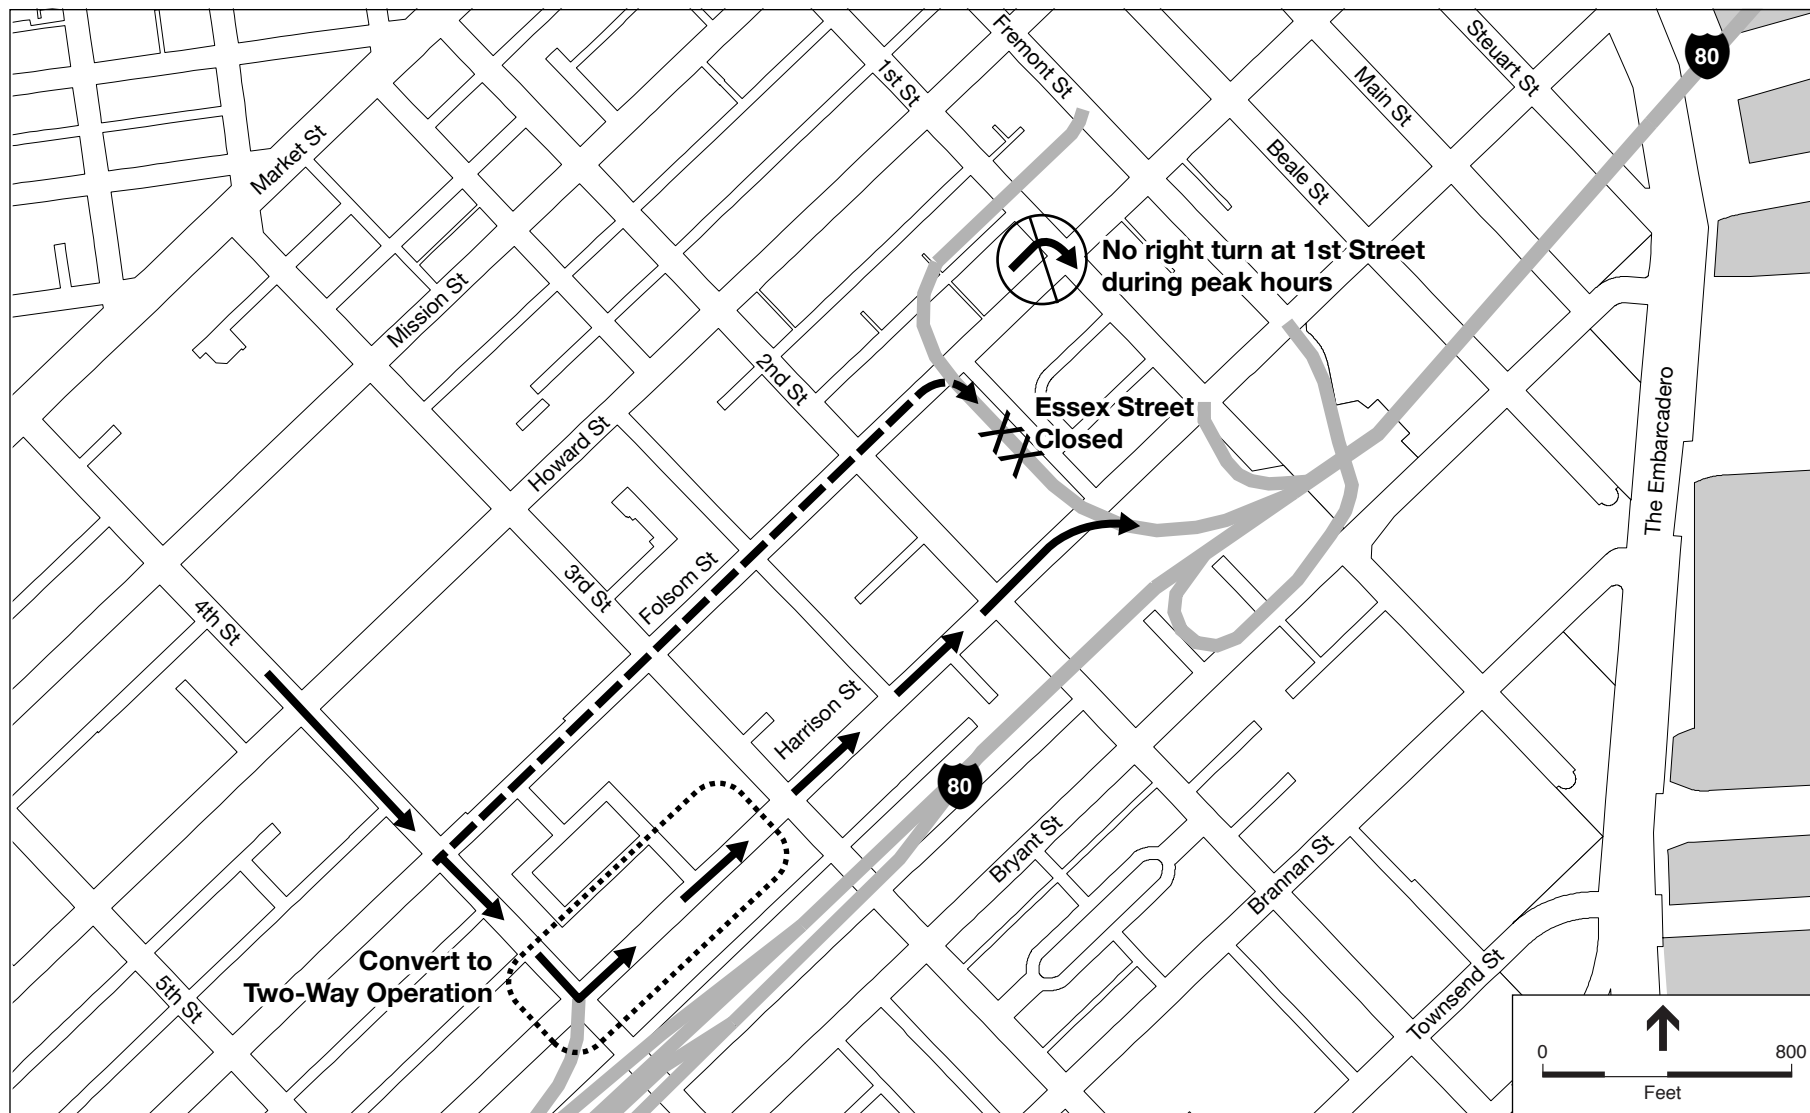 Fremont St
Steuart St
80
1st St
Main St
Market St
Beale St
No right turn at 1st Street
during peak hours
Mission St
2nd St
Essex Street
Closed
The Embarcadero
Howard St
3rd St
Folsom St
4th St
Harrison St
80
Bryant St
Brannan St
Convert to
Two-Way Operation
5th St
Townsend St
0
800
Feet